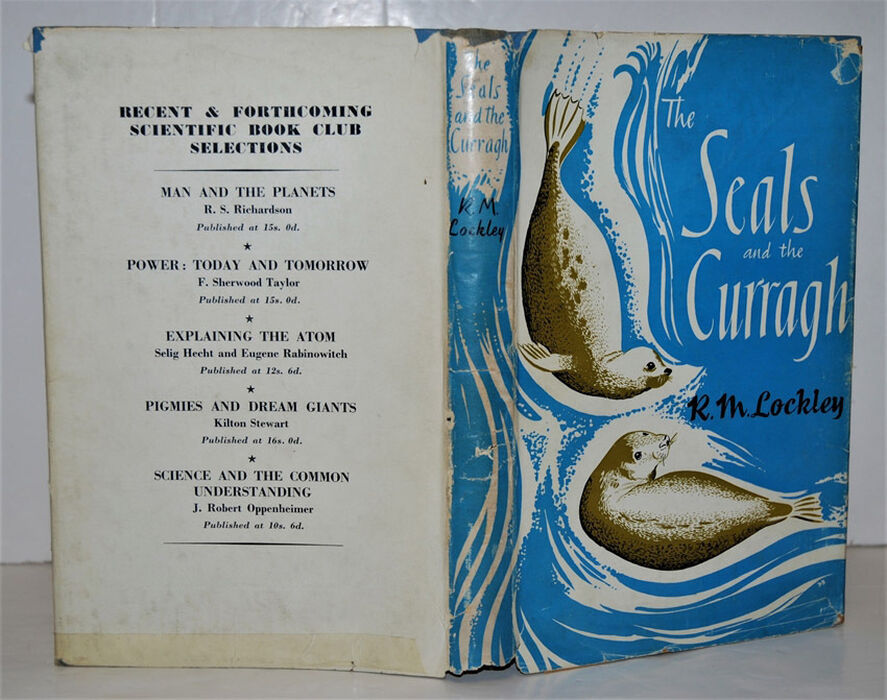 RECENT & FORTHCOMING
SCIENTIFIC BOOK CLUB
SELECTIONS
MAN AND THE PLANETS
R. S. Richardson
Published at 15s. 0d.
★
POWER: TODAY AND TOMORROW
F. Sherwood Taylor
Published at 15s. 0d.
★
EXPLAINING THE ATOM
Selig Hecht and Eugene Rabinowitch
Published at 12s. 6d.
★
PIGMIES AND DREAM GIANTS
Kilton Stewart
Published at 16s. 0d.
★
SCIENCE AND THE COMMON
UNDERSTANDING
J. Robert Oppenheimer
Published at 10s. 6d.
The
Seals
and the
Curragh
R. M.
Lockley
The
Seals
and the
Curragh
R. M. Lockley